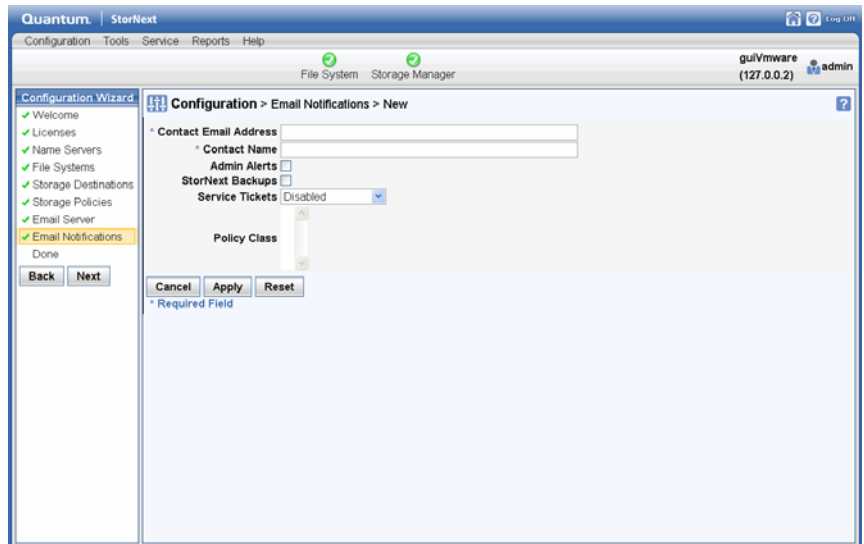 Quantum. | StorNext
Log Off
Configuration Tools Service Reports Help
File System Storage Manager
guiVmware
(127.0.0.2)
admin
Configuration Wizard
Welcome
Licenses
Name Servers
File Systems
Storage Destinations
Storage Policies
Email Server
Email Notifications
Done
Back Next
Configuration > Email Notifications > New
?
* Contact Email Address
* Contact Name
Admin Alerts
StorNext Backups
Service Tickets Disabled
Policy Class
Cancel Apply Reset
* Required Field